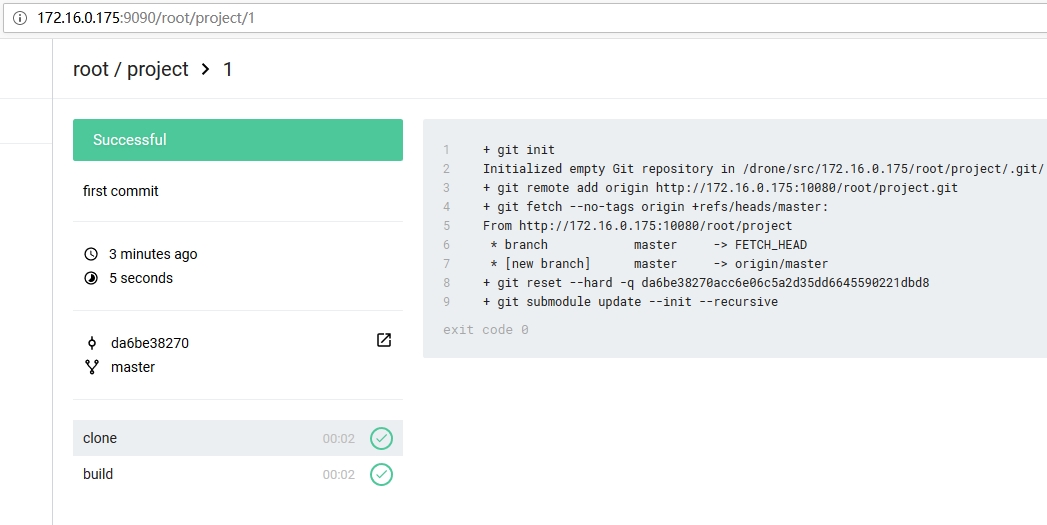 172.16.0.175:9090/root/project/1
root / project > 1
Successful
first commit
3 minutes ago
5 seconds
da6be38270
master
clone 00:02
build 00:02
1 + git init
2 Initialized empty Git repository in /drone/src/172.16.0.175/root/project/.git/
3 + git remote add origin http://172.16.0.175:10080/root/project.git
4 + git fetch --no-tags origin +refs/heads/master:
5 From http://172.16.0.175:10080/root/project
6 * branch master -> FETCH_HEAD
7 * [new branch] master -> origin/master
8 + git reset --hard -q da6be38270acc6e06c5a2d35dd6645590221dbd8
9 + git submodule update --init --recursive
exit code 0